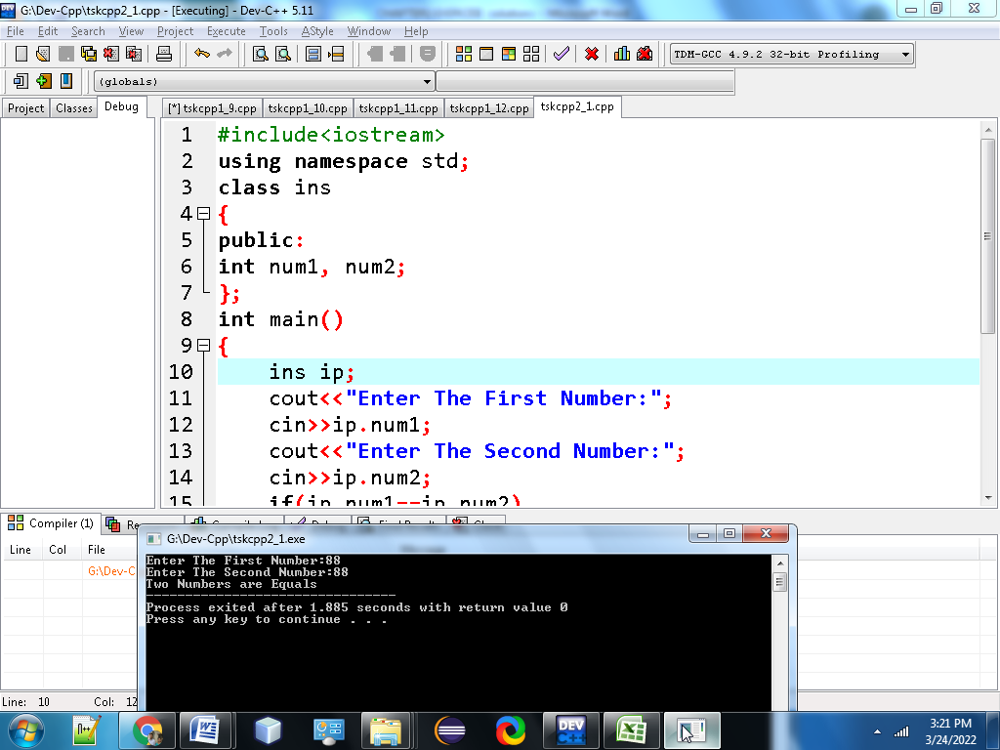 G:\Dev-Cpp\tskcpp2_1.cpp - [Executing] - Dev-C++ 5.11
File Edit Search View Project Execute Tools AStyle Window Help
TDM-GCC 4.9.2 32-bit Profiling
(globals)
Project Classes Debug
[*] tskcpp1_9.cpp tskcpp1_10.cpp tskcpp1_11.cpp tskcpp1_12.cpp tskcpp2_1.cpp
1 #include<iostream>
2 using namespace std;
3 class ins
4 {
5 public:
6 int num1, num2;
7 };
8 int main()
9 {
10 ins ip;
11 cout<<"Enter The First Number:";
12 cin>>ip.num1;
13 cout<<"Enter The Second Number:";
14 cin>>ip.num2;
15 if(ip.num1==ip.num2)
Compiler (1) Re
Line Col File
G:\Dev-C
G:\Dev-Cpp\tskcpp2_1.exe
Enter The First Number:88
Enter The Second Number:88
Two Numbers are Equals
--------------------------------
Process exited after 1.885 seconds with return value 0
Press any key to continue . . .
Line: 10 Col: 12
n++
DEV
C++
3:21 PM
3/24/2022